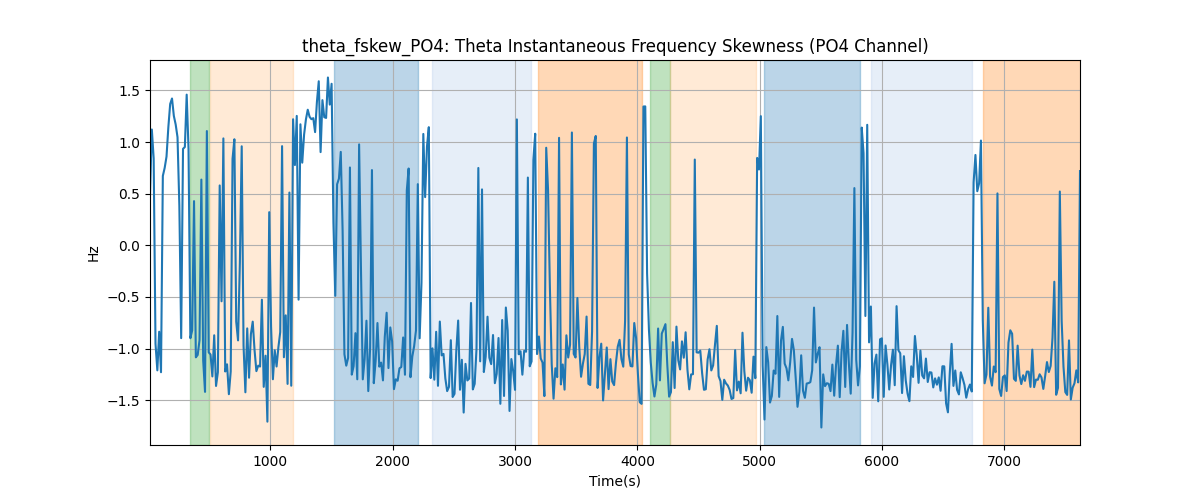 theta_fskew_PO4: Theta Instantaneous Frequency Skewness (PO4 Channel)
1.5
1.0
0.5
0.0
−0.5
−1.0
−1.5
Hz
1000 2000 3000 4000 5000 6000 7000
Time(s)